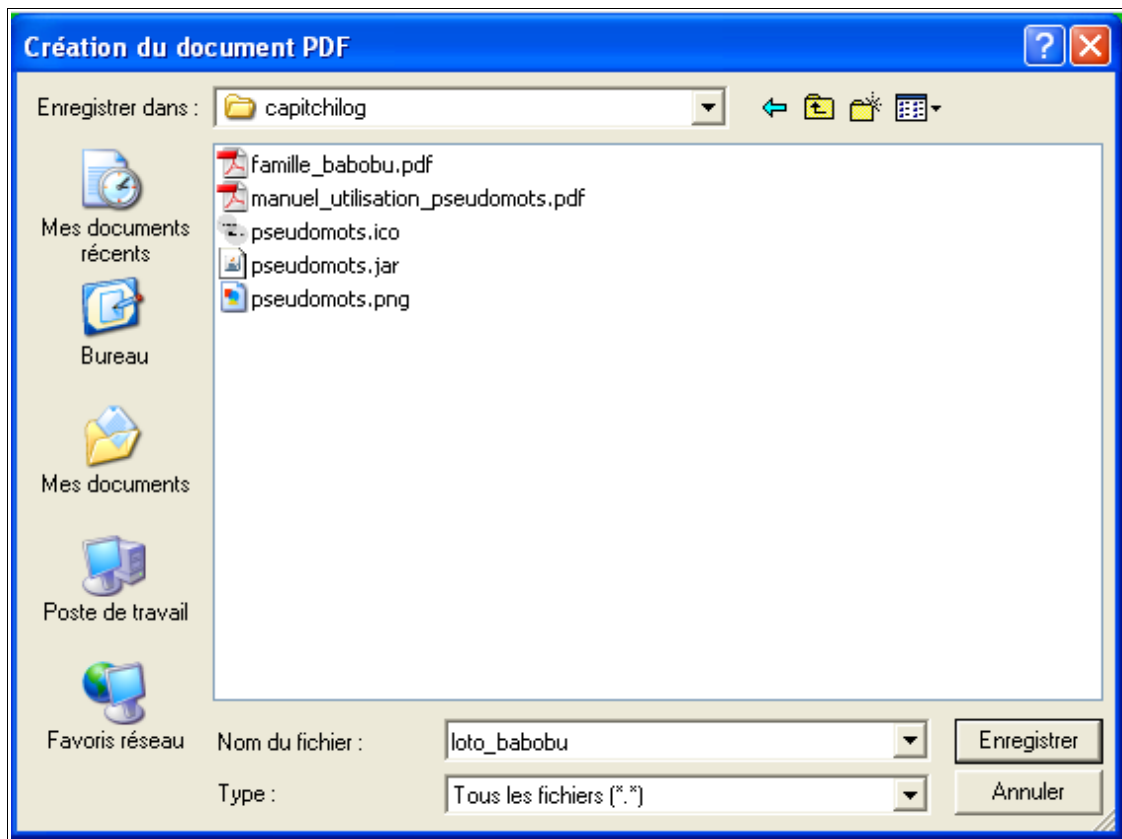 Création du document PDF
Enregistrer dans :
capitchilog
famille_babobu.pdf
manuel_utilisation_pseudomots.pdf
pseudomots.ico
pseudomots.jar
pseudomots.png
Mes documents
récents
Bureau
Mes documents
Poste de travail
Favoris réseau
Nom du fichier :
loto_babobu
Enregistrer
Type :
Tous les fichiers (*.*)
Annuler